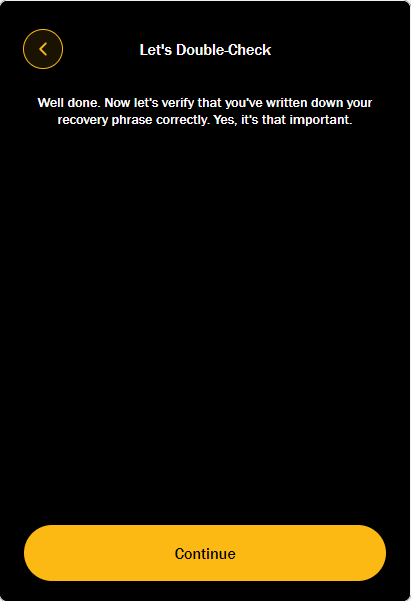 Let's Double-Check
Well done. Now let's verify that you've written down your
recovery phrase correctly. Yes, it's that important.
Continue